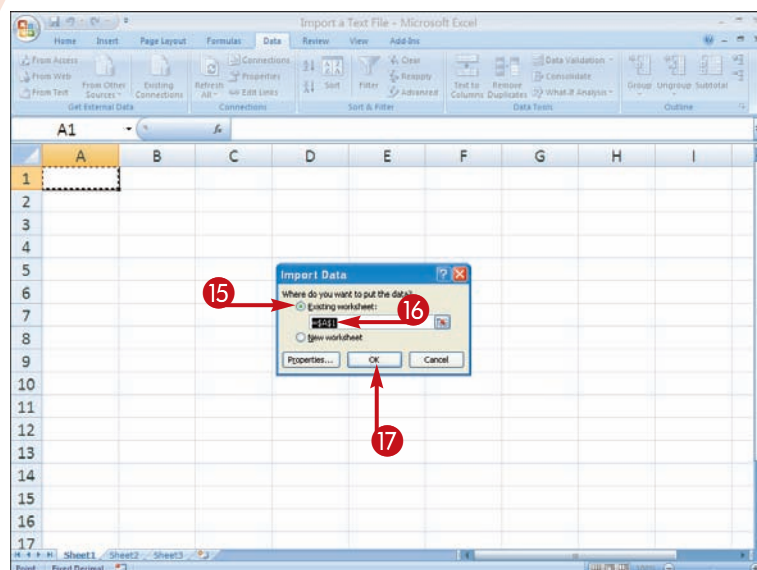 Import a Text File - Microsoft Excel
Home Insert Page Layout Formulas Data Review View Add-Ins
From Access
From Web
From Text
From Other Sources
Existing Connections
Get External Data
Refresh All
Connections
Properties
Edit Links
Connections
Sort
Filter
Clear
Reapply
Advanced
Sort & Filter
Text to Columns
Remove Duplicates
Data Validation
Consolidate
What-If Analysis
Data Tools
Group Ungroup Subtotal
Outline
A1 fx
A B C D E F G H I
1
2
3
4
5
6
7
8
9
10
11
12
13
14
15
16
17
Import Data
Where do you want to put the data?
15
Existing worksheet:
=$A$1
16
New worksheet
Properties... OK Cancel
17
Sheet1 Sheet2 Sheet3
Point Fixed Decimal 100%